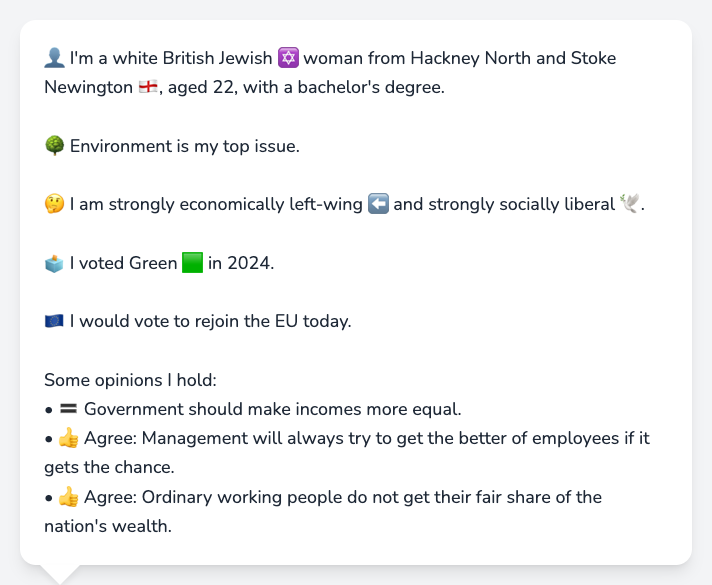 👤 I'm a white British Jewish ✡️ woman from Hackney North and Stoke
Newington 🏴󠁧󠁢󠁥󠁮󠁧󠁿, aged 22, with a bachelor's degree.
🌳 Environment is my top issue.
🤔 I am strongly economically left-wing ⬅️ and strongly socially liberal 🕊️.
🗳️ I voted Green 🟩 in 2024.
🇪🇺 I would vote to rejoin the EU today.
Some opinions I hold:
• 🟰 Government should make incomes more equal.
• 👍 Agree: Management will always try to get the better of employees if it
gets the chance.
• 👍 Agree: Ordinary working people do not get their fair share of the
nation's wealth.